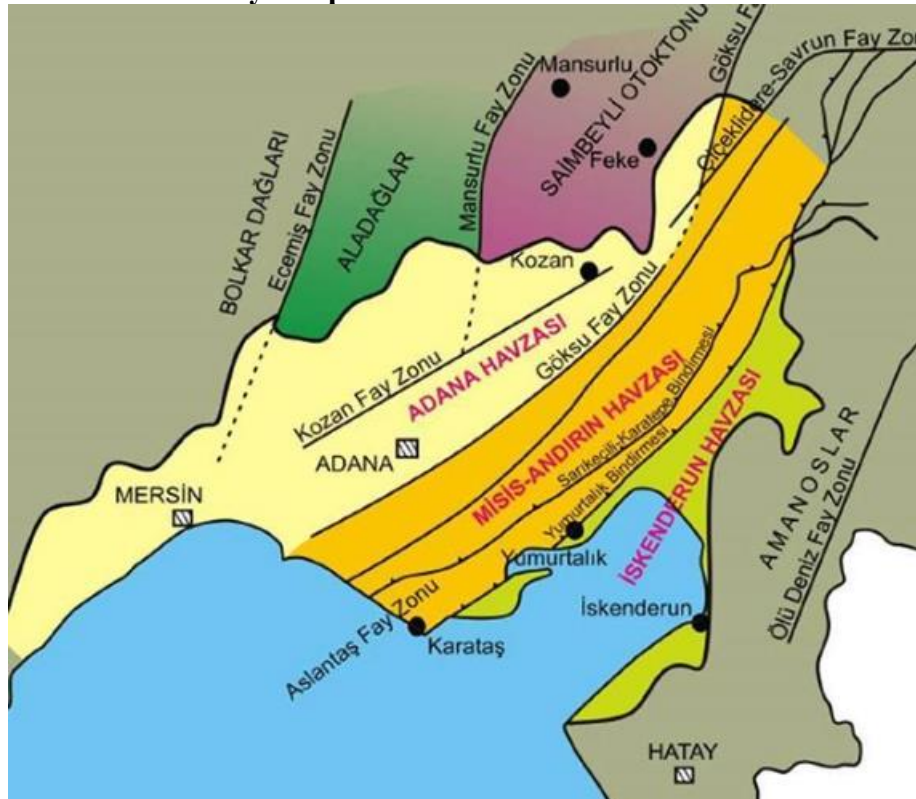 Mansurlu
SAİMBEYLİ OTOKTONU
Göksu Fa
Çiçeklidere-Savrun Fay Zon
Mansurlu Fay Zonu
Feke
BOLKAR DAĞLARI
Ecemiş Fay Zonu
ALADAĞLAR
Kozan
Kozan Fay Zonu
ADANA HAVZASI
Göksu Fay Zonu
ADANA
MERSİN
MİSİS-ANDIRIN HAVZASI
Sarıkeçili-Karatepe Bindirmesi
Yumurtalık Bindirmesi
İSKENDERUN HAVZASI
Yumurtalık
AMANOSLAR
Ölü Deniz Fay Zonu
İskenderun
Aslantaş Fay Zonu
Karataş
HATAY